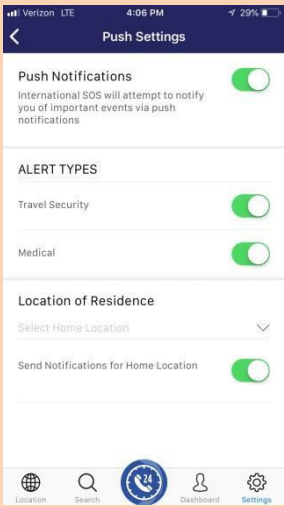 Verizon LTE 4:06 PM 29%
Push Settings
Push Notifications
International SOS will attempt to notify
you of important events via push
notifications
ALERT TYPES
Travel Security
Medical
Location of Residence
Select Home Location
Send Notifications for Home Location
24
Location Search Dashboard Settings